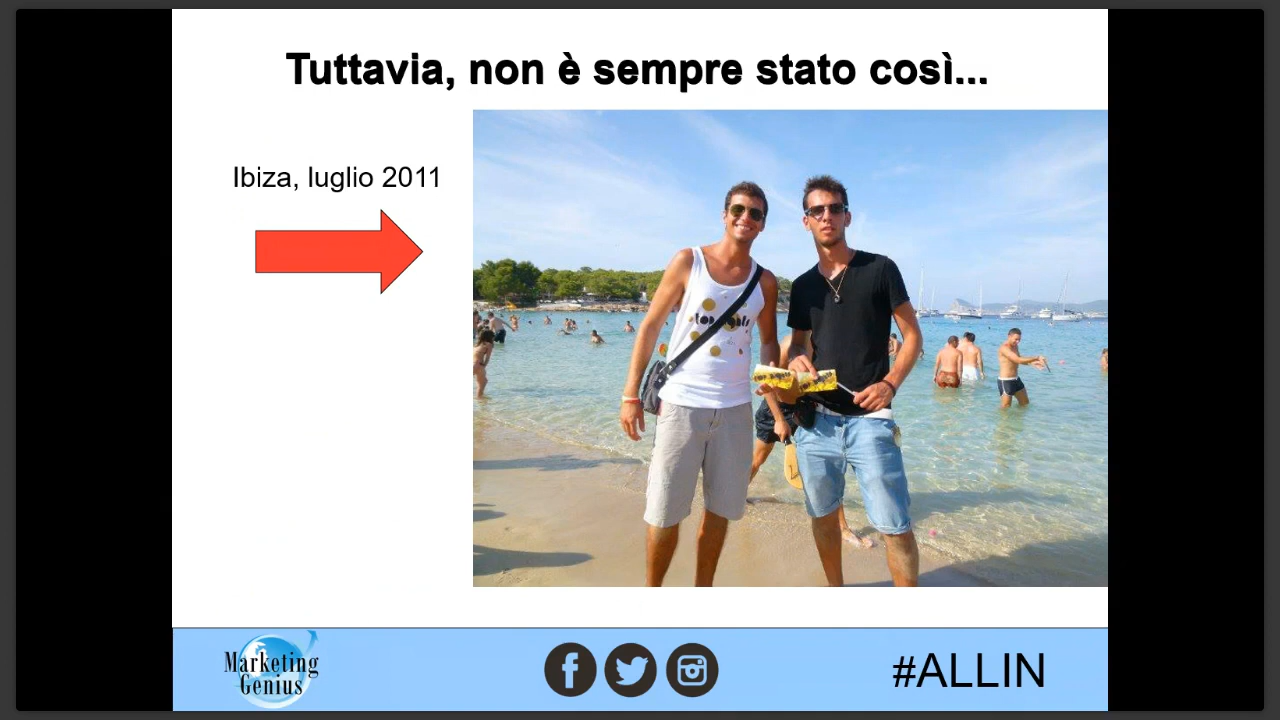 Tuttavia, non è sempre stato così...
Ibiza, luglio 2011
Marketing
Genius
#ALLIN